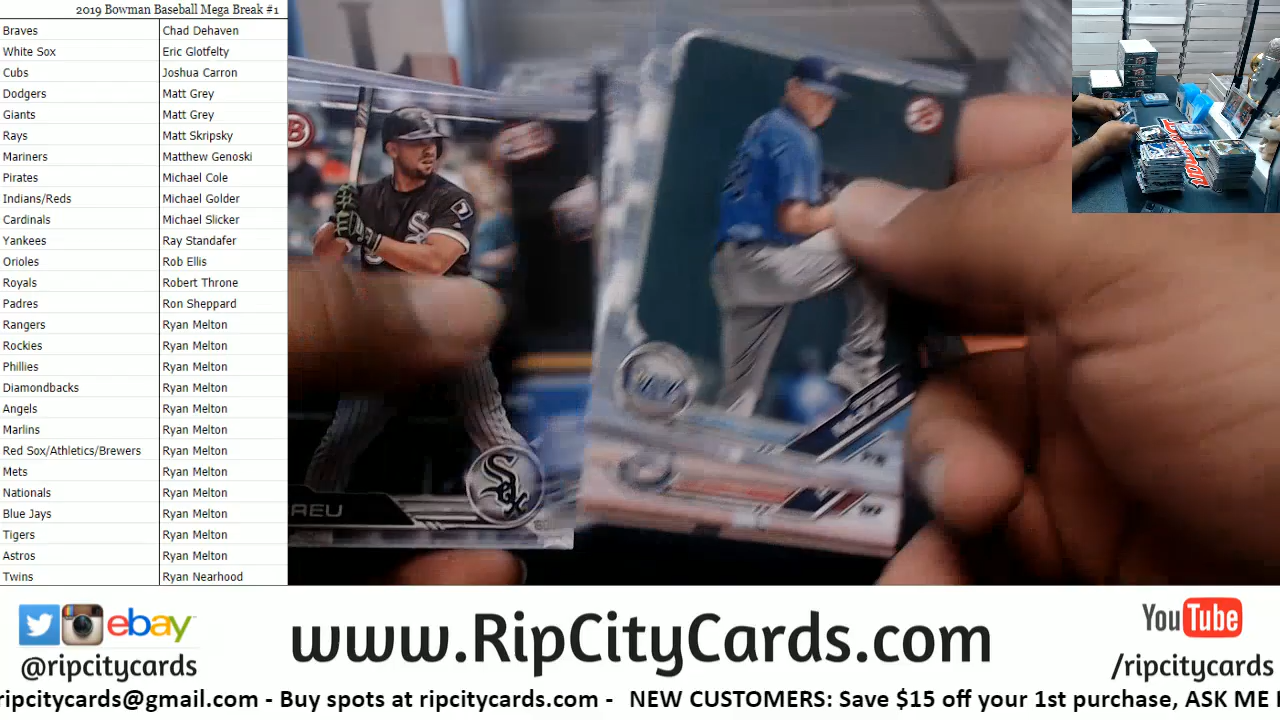 2019 Bowman Baseball Mega Break #1
Braves Chad Dehaven
White Sox Eric Glotfelty
Cubs Joshua Carron
Dodgers Matt Grey
Giants Matt Grey
Rays Matt Skripsky
Mariners Matthew Genoski
Pirates Michael Cole
Indians/Reds Michael Golder
Cardinals Michael Slicker
Yankees Ray Standafer
Orioles Rob Ellis
Royals Robert Throne
Padres Ron Sheppard
Rangers Ryan Melton
Rockies Ryan Melton
Phillies Ryan Melton
Diamondbacks Ryan Melton
Angels Ryan Melton
Marlins Ryan Melton
Red Sox/Athletics/Brewers Ryan Melton
Mets Ryan Melton
Nationals Ryan Melton
Blue Jays Ryan Melton
Tigers Ryan Melton
Astros Ryan Melton
Twins Ryan Nearhood
B
Sox
REU
Sox
BOWMAN
ebay
@ripcitycards
www.RipCityCards.com
YouTube
/ripcitycards
ripcitycards@gmail.com - Buy spots at ripcitycards.com - NEW CUSTOMERS: Save $15 off your 1st purchase, ASK ME